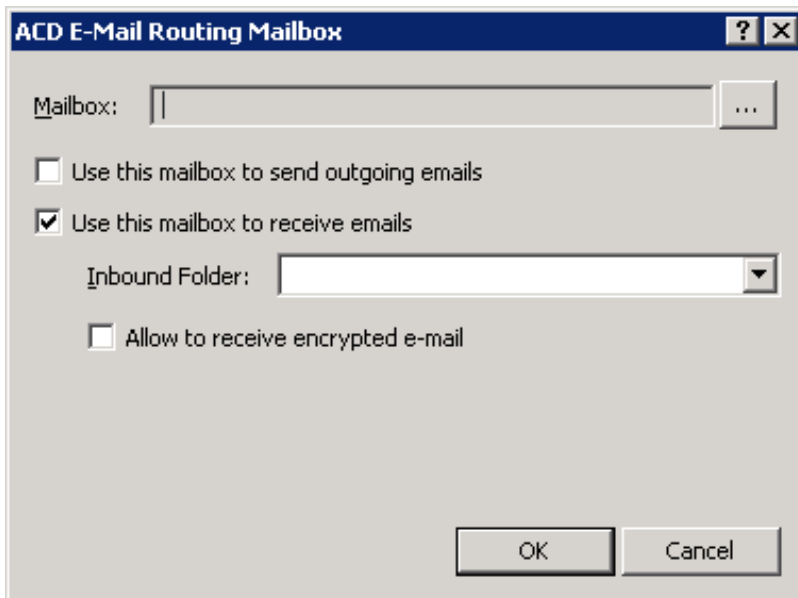 ACD E-Mail Routing Mailbox
Mailbox:
...
Use this mailbox to send outgoing emails
Use this mailbox to receive emails
Inbound Folder:
Allow to receive encrypted e-mail
OK Cancel